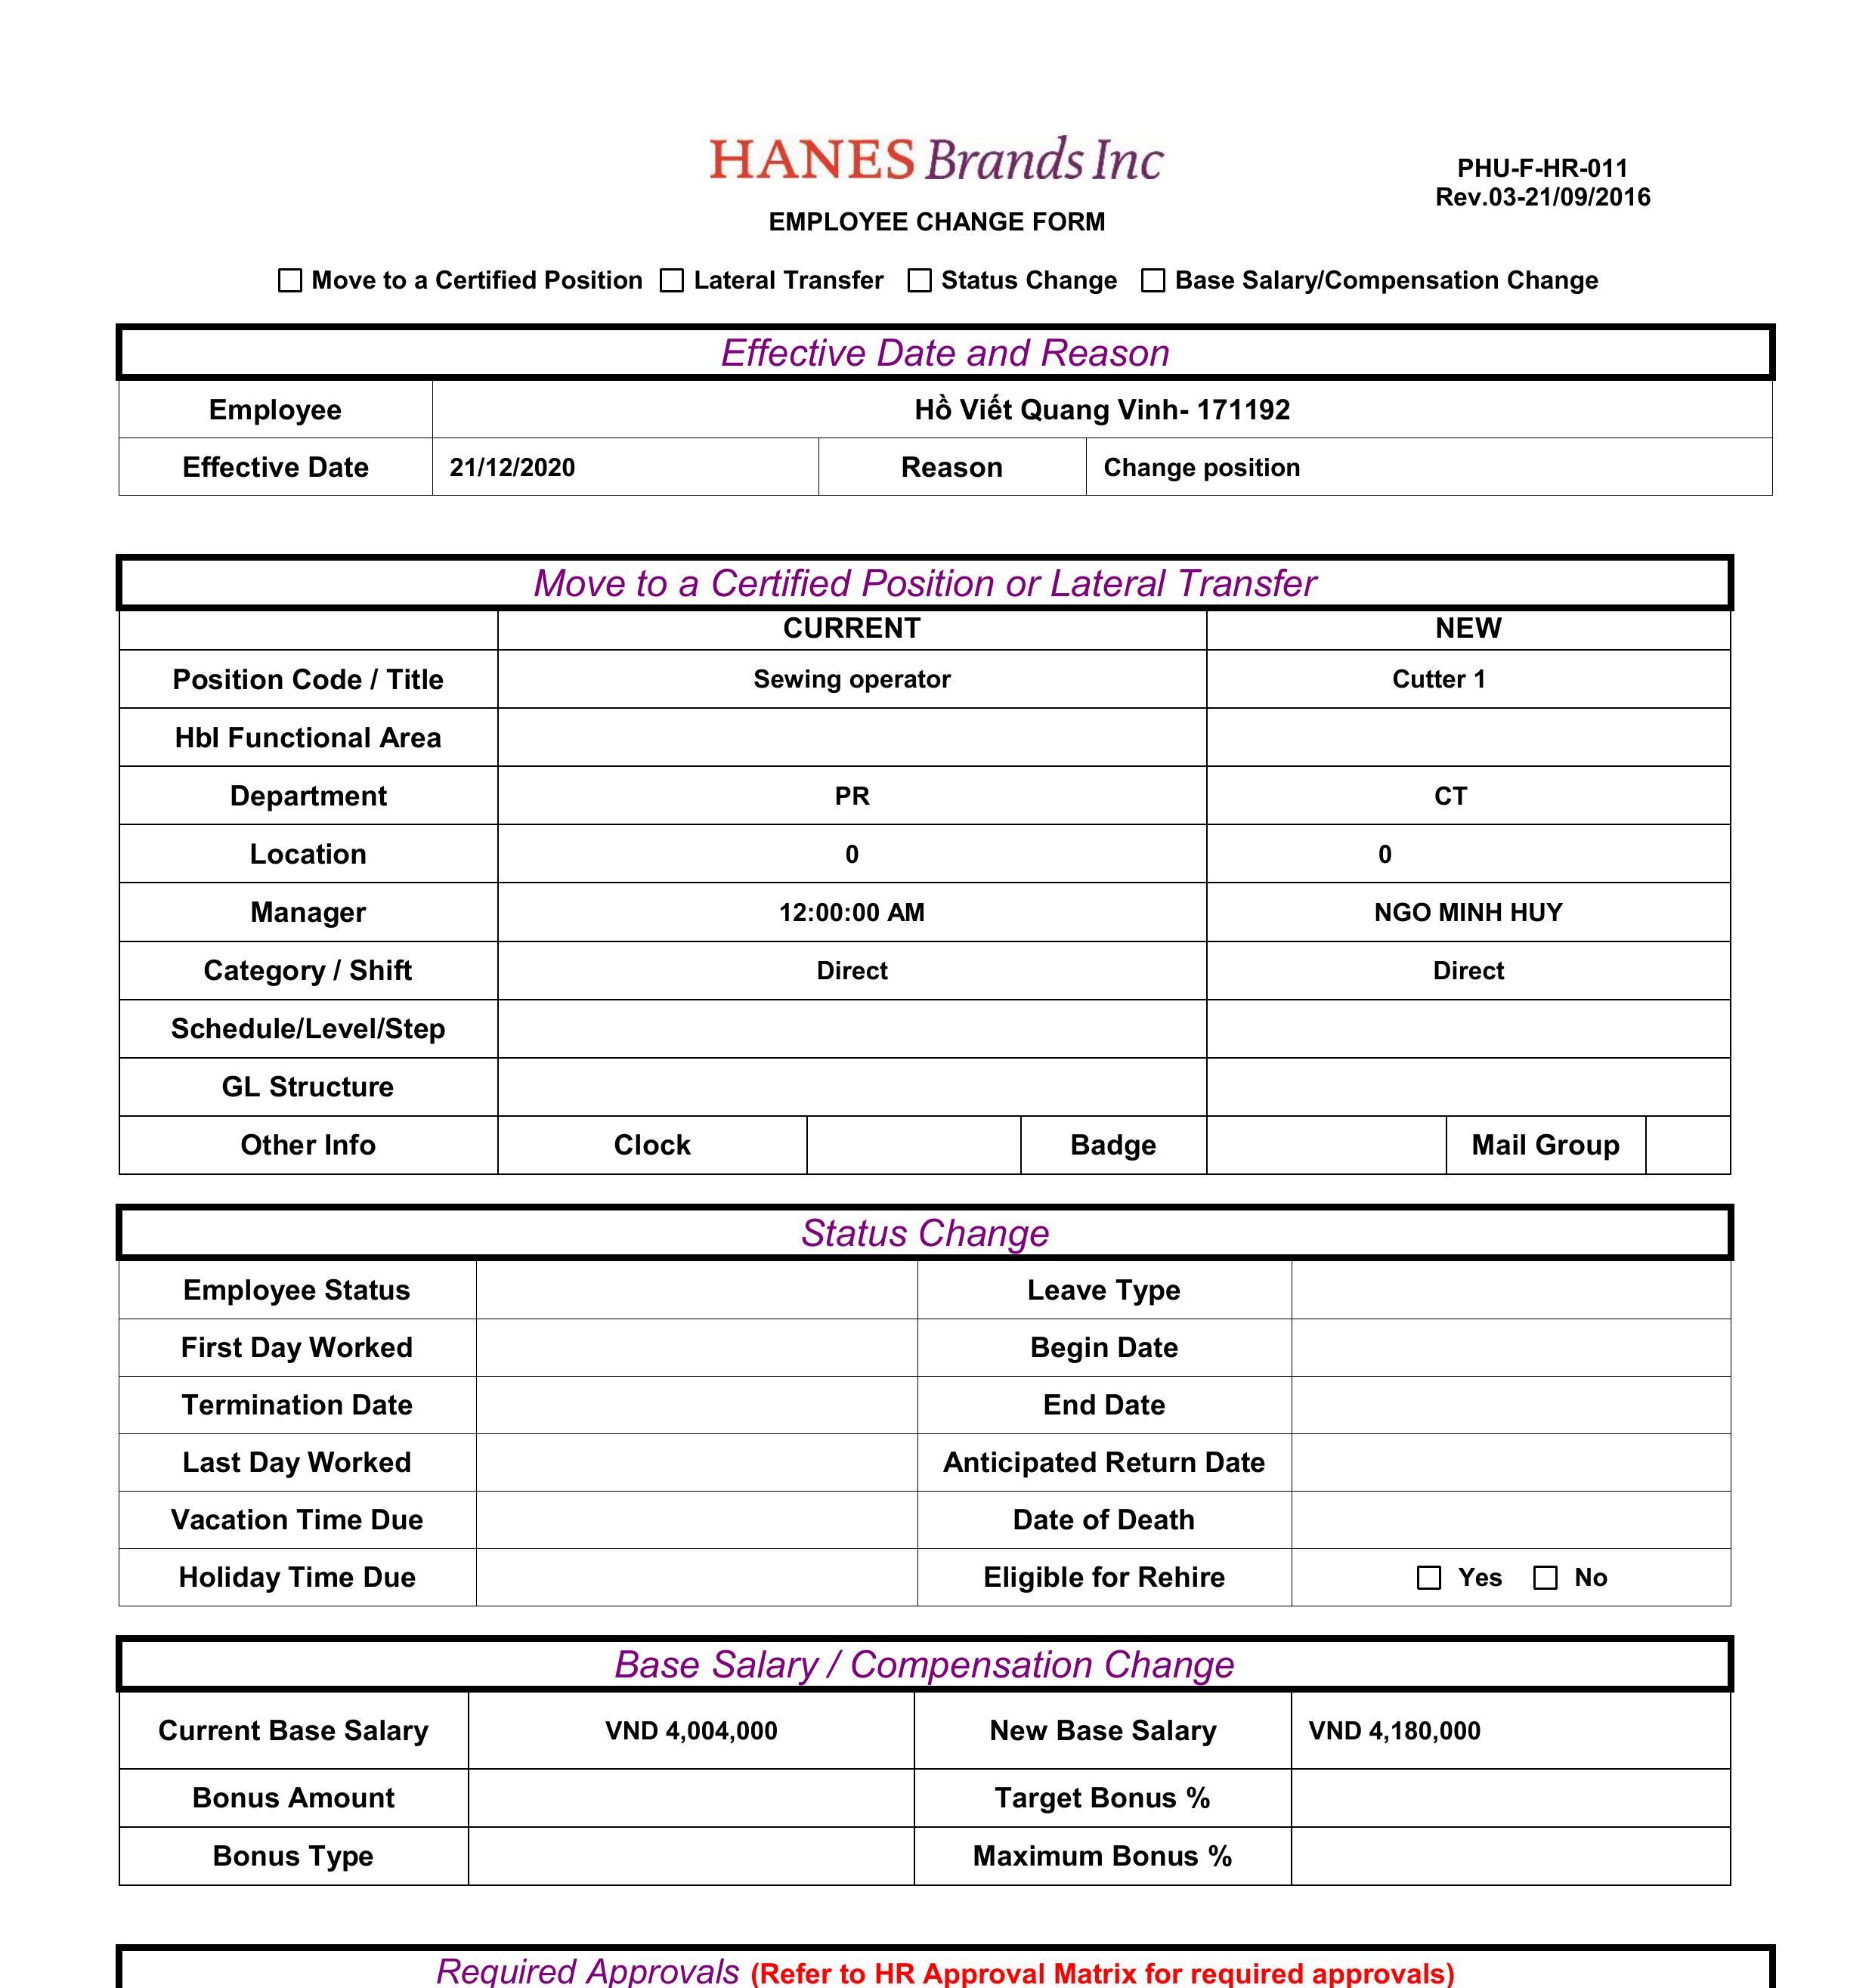 HANES Brands Inc
PHU-F-HR-011
Rev.03-21/09/2016
EMPLOYEE CHANGE FORM
Move to a Certified Position Lateral Transfer Status Change Base Salary/Compensation Change
Effective Date and Reason
Employee Hồ Viết Quang Vinh- 171192
Effective Date 21/12/2020 Reason Change position
Move to a Certified Position or Lateral Transfer
CURRENT NEW
Position Code / Title Sewing operator Cutter 1
HbI Functional Area
Department PR CT
Location 0 0
Manager 12:00:00 AM NGO MINH HUY
Category / Shift Direct Direct
Schedule/Level/Step
GL Structure
Other Info Clock Badge Mail Group
Status Change
Employee Status Leave Type
First Day Worked Begin Date
Termination Date End Date
Last Day Worked Anticipated Return Date
Vacation Time Due Date of Death
Holiday Time Due Eligible for Rehire Yes No
Base Salary / Compensation Change
Current Base Salary VND 4,004,000 New Base Salary VND 4,180,000
Bonus Amount Target Bonus %
Bonus Type Maximum Bonus %
Required Approvals (Refer to HR Approval Matrix for required approvals)